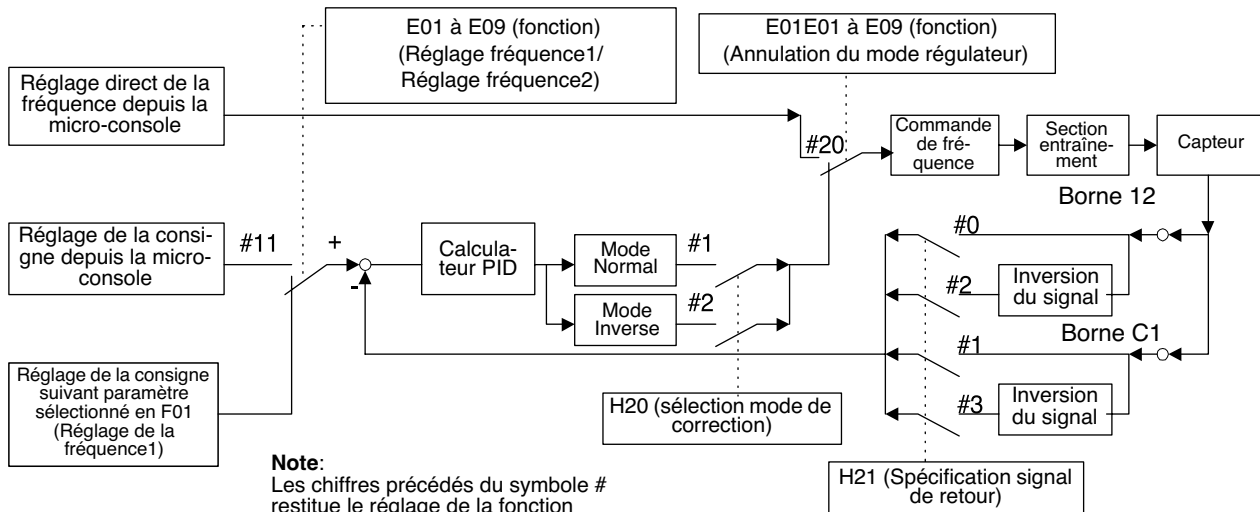 E01 à E09 (fonction)
(Réglage fréquence1/
Réglage fréquence2)
E01E01 à E09 (fonction)
(Annulation du mode régulateur)
Réglage direct de la
fréquence depuis la
micro-console
#20
Commande
de fré-
quence
Section
entraîne-
ment
Capteur
Borne 12
Réglage de la consi-
gne depuis la micro-
console
#11
+
-
Calcula-
teur PID
Mode
Normal
#1
Mode
Inverse
#2
#0
#2
Inversion
du signal
Borne C1
#1
#3
Inversion
du signal
Réglage de la consigne
suivant paramètre
sélectionné en F01
(Réglage de la
fréquence1)
H20 (sélection mode de
correction)
H21 (Spécification signal
de retour)
Note:
Les chiffres précédés du symbole #
restitue le réglage de la fonction